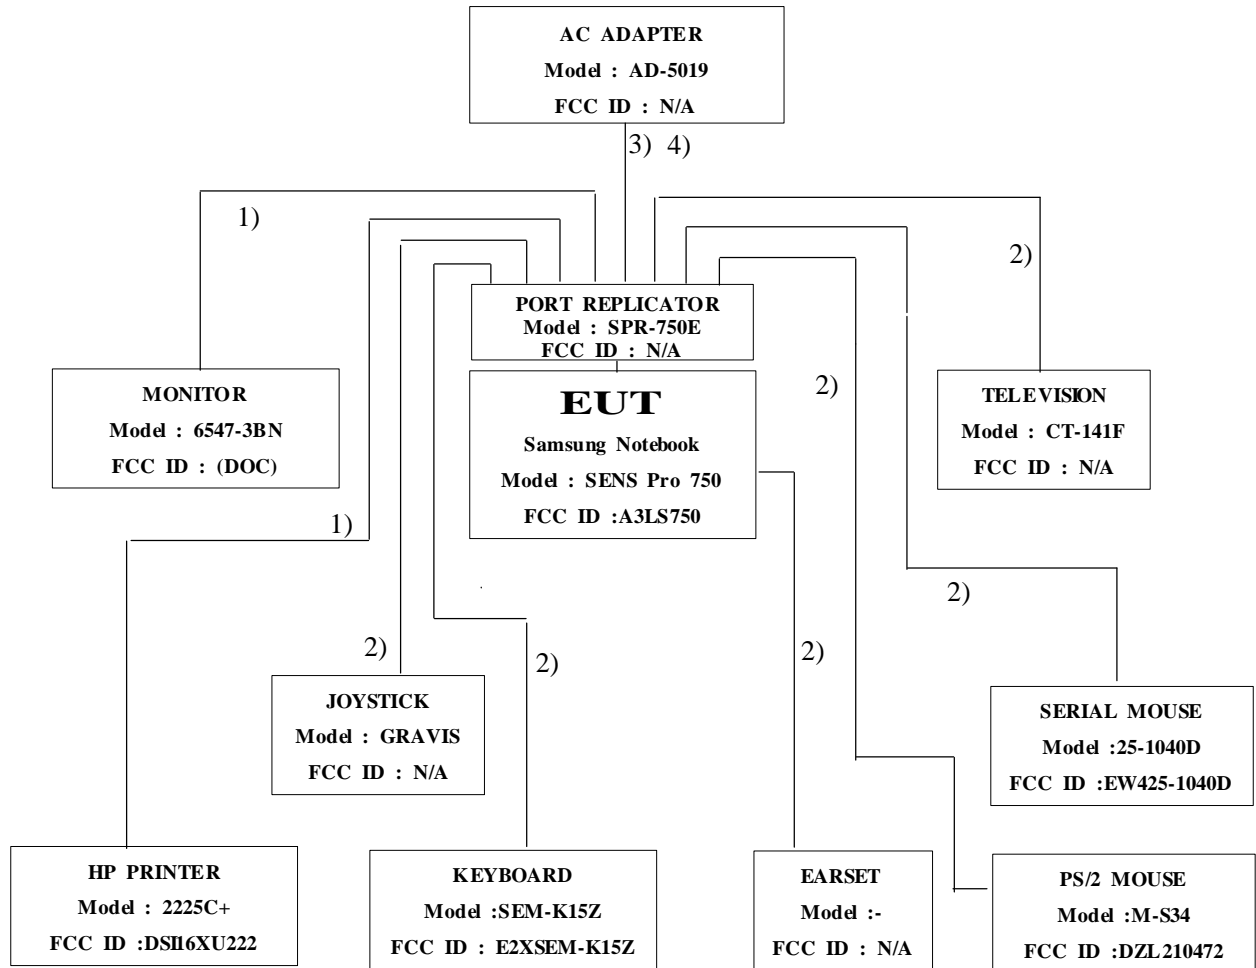 AC ADAPTER
Model : AD-5019
FCC ID : N/A
3) 4)
1)
2)
PORT REPLICATOR
Model : SPR-750E
FCC ID : N/A
MONITOR
Model : 6547-3BN
FCC ID : (DOC)
EUT
Samsung Notebook
Model : SENS Pro 750
FCC ID :A3LS750
2)
TELEVISION
Model : CT-141F
FCC ID : N/A
1)
2)
2)
2)
2)
JOYSTICK
Model : GRAVIS
FCC ID : N/A
SERIAL MOUSE
Model :25-1040D
FCC ID :EW425-1040D
HP PRINTER
Model : 2225C+
FCC ID :DSI16XU222
KEYBOARD
Model :SEM-K15Z
FCC ID : E2XSEM-K15Z
EARSET
Model :-
FCC ID : N/A
PS/2 MOUSE
Model :M-S34
FCC ID :DZL210472